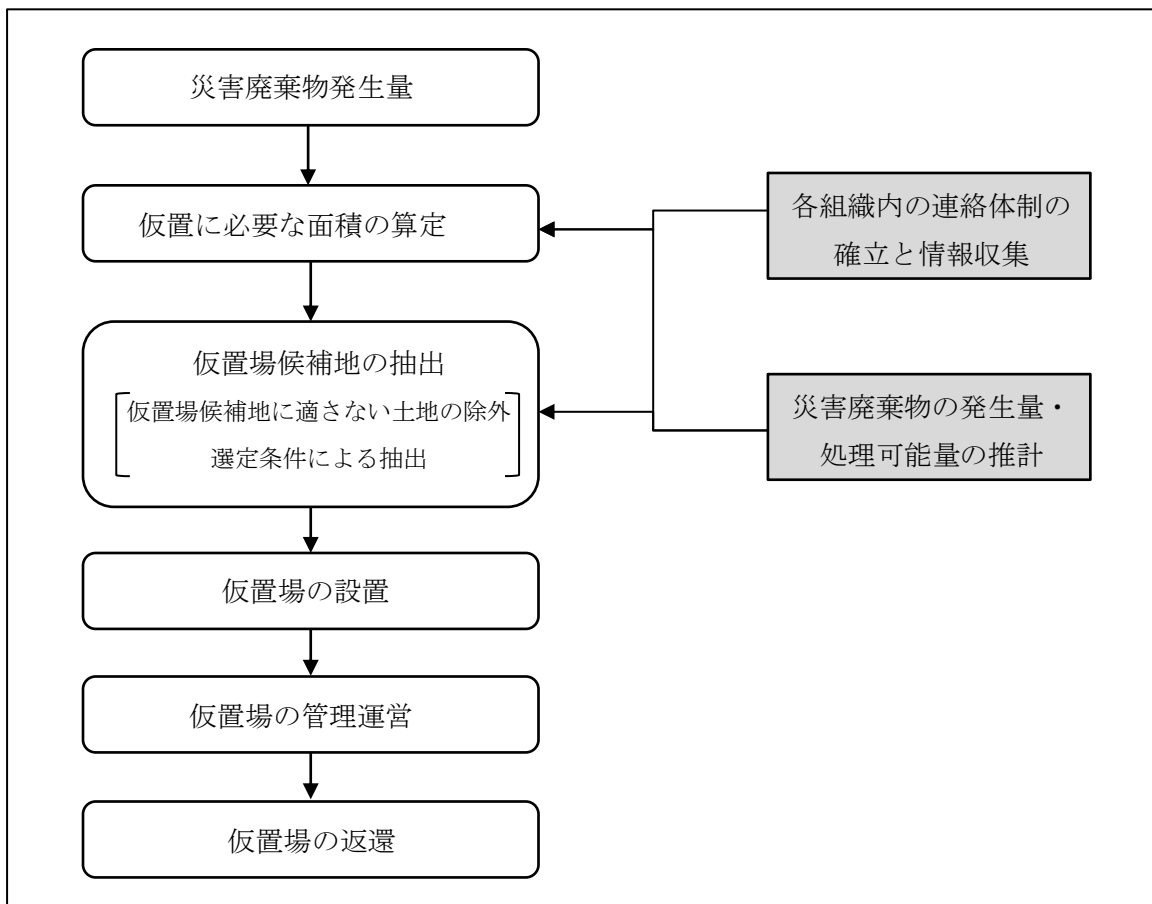 災害廃棄物発生量
仮置に必要な面積の算定
仮置場候補地の抽出
仮置場候補地に適さない土地の除外
選定条件による抽出
仮置場の設置
仮置場の管理運営
仮置場の返還
各組織内の連絡体制の
確立と情報収集
災害廃棄物の発生量・
処理可能量の推計